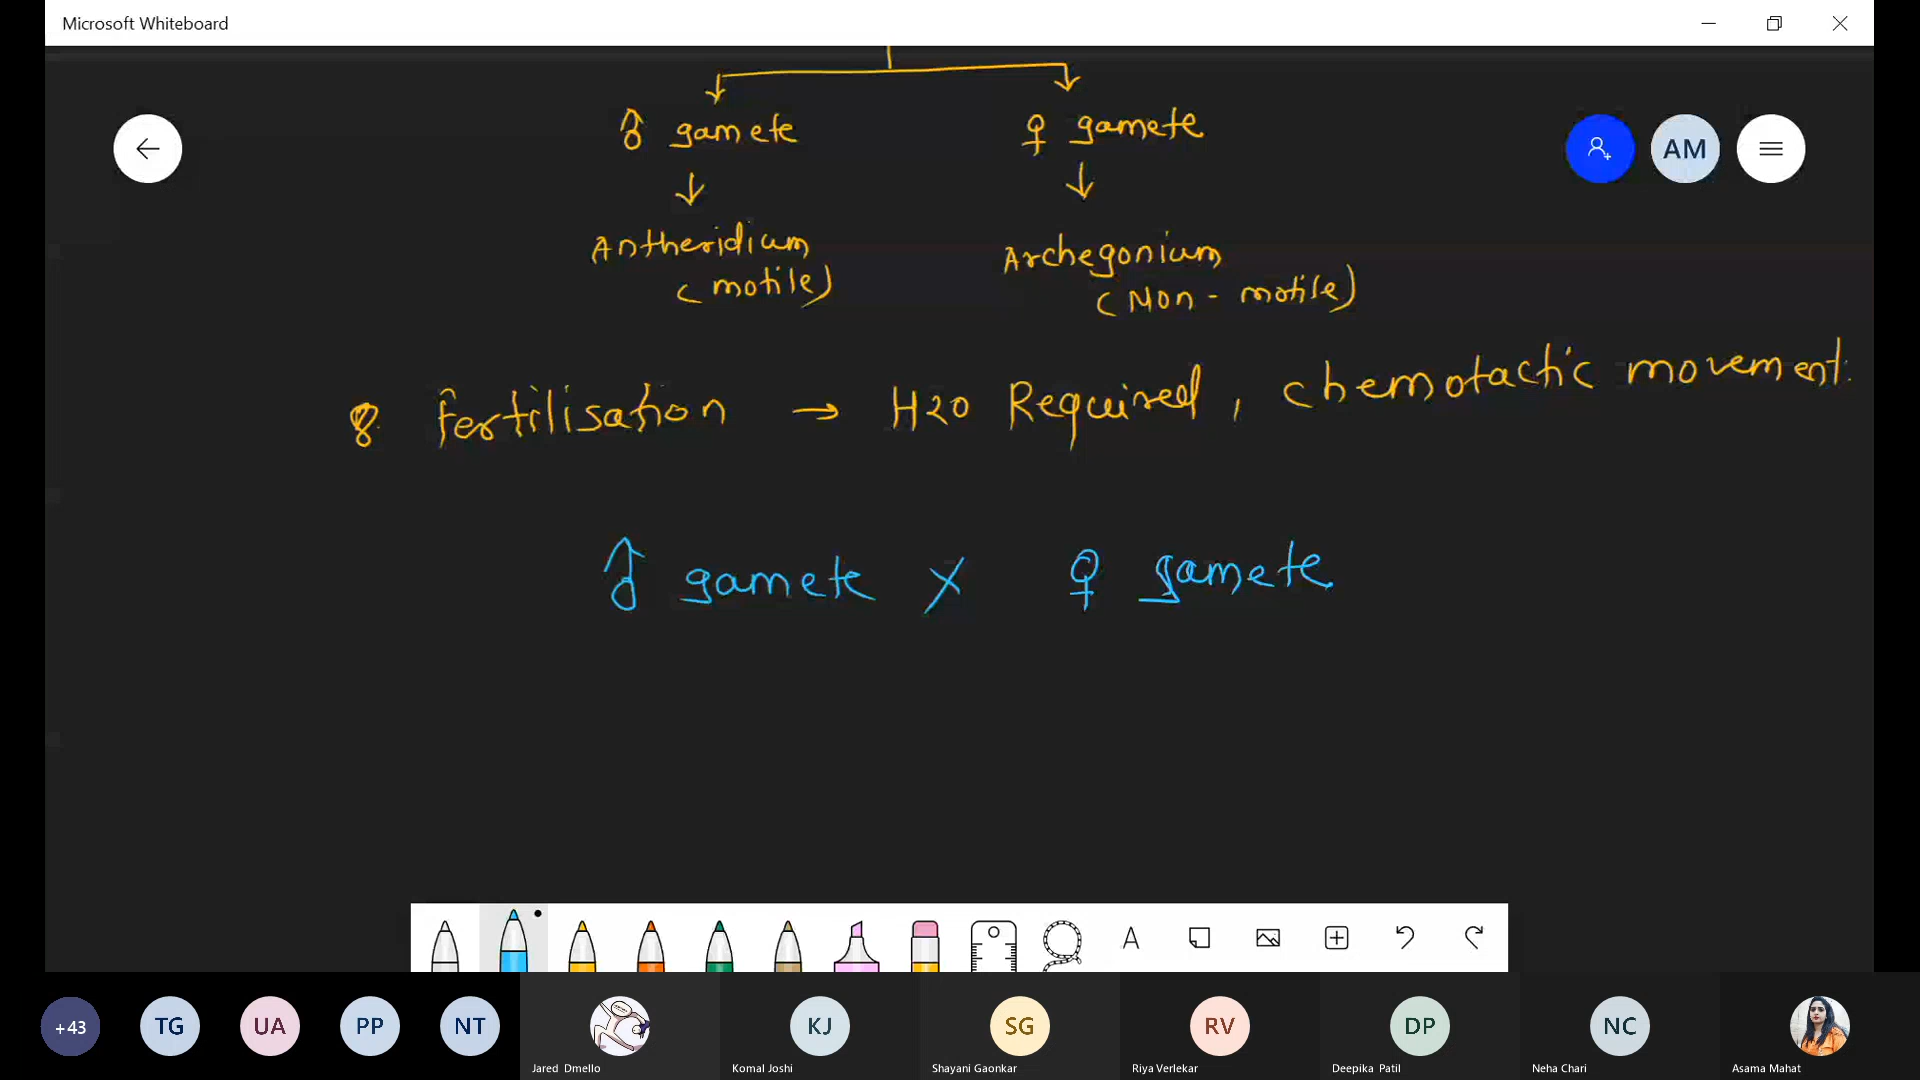 Microsoft Whiteboard
♂ gamete ♀ gamete
Antheridium Archegonium
(motile) (Non-motile)
Fertilisation → H2O Required, chemotactic movement.
♂ gamete X ♀ gamete
AM
A
+43 TG UA PP NT KJ SG RV DP NC
Jared Dmello Komal Joshi Shayani Gaonkar Riya Verlekar Deepika Patil Neha Chari Asama Mahat